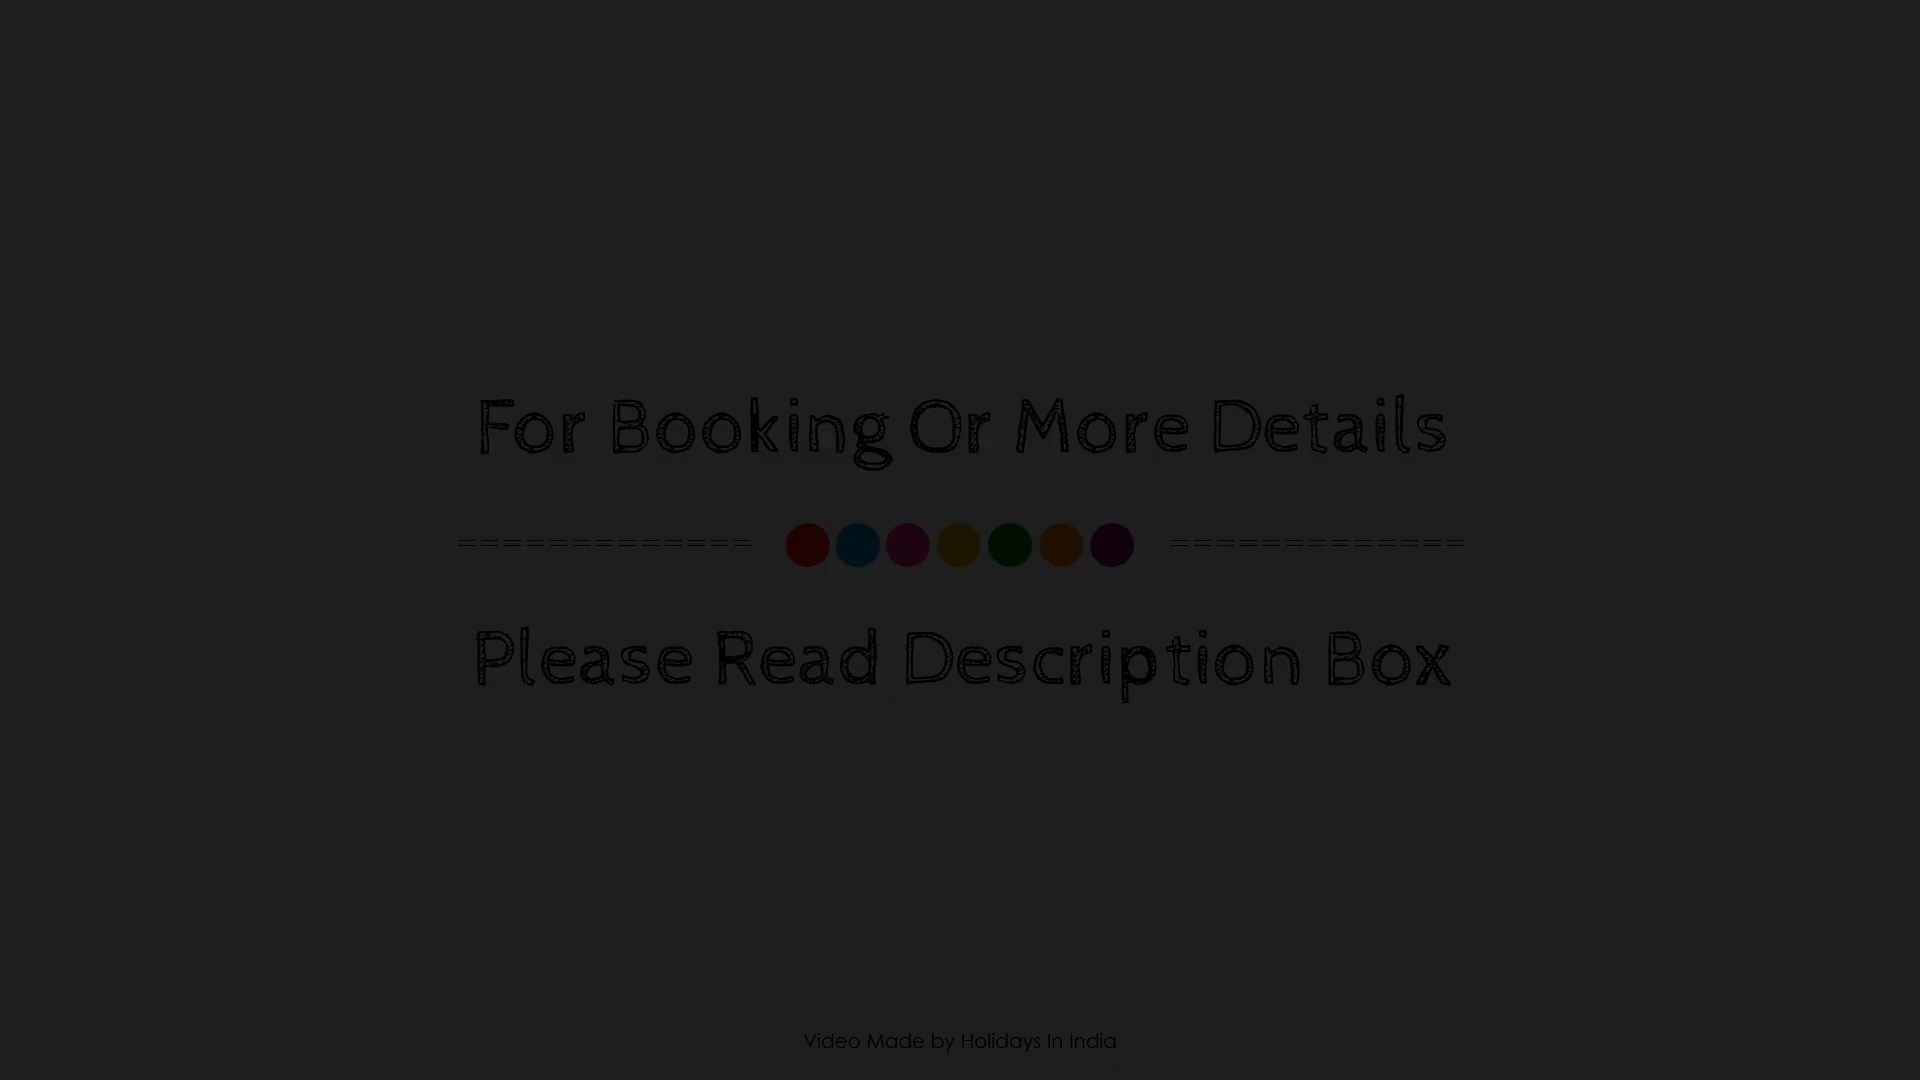 For Booking Or More Details
============= =============
Please Read Description Box
Video Made by Holidays In India